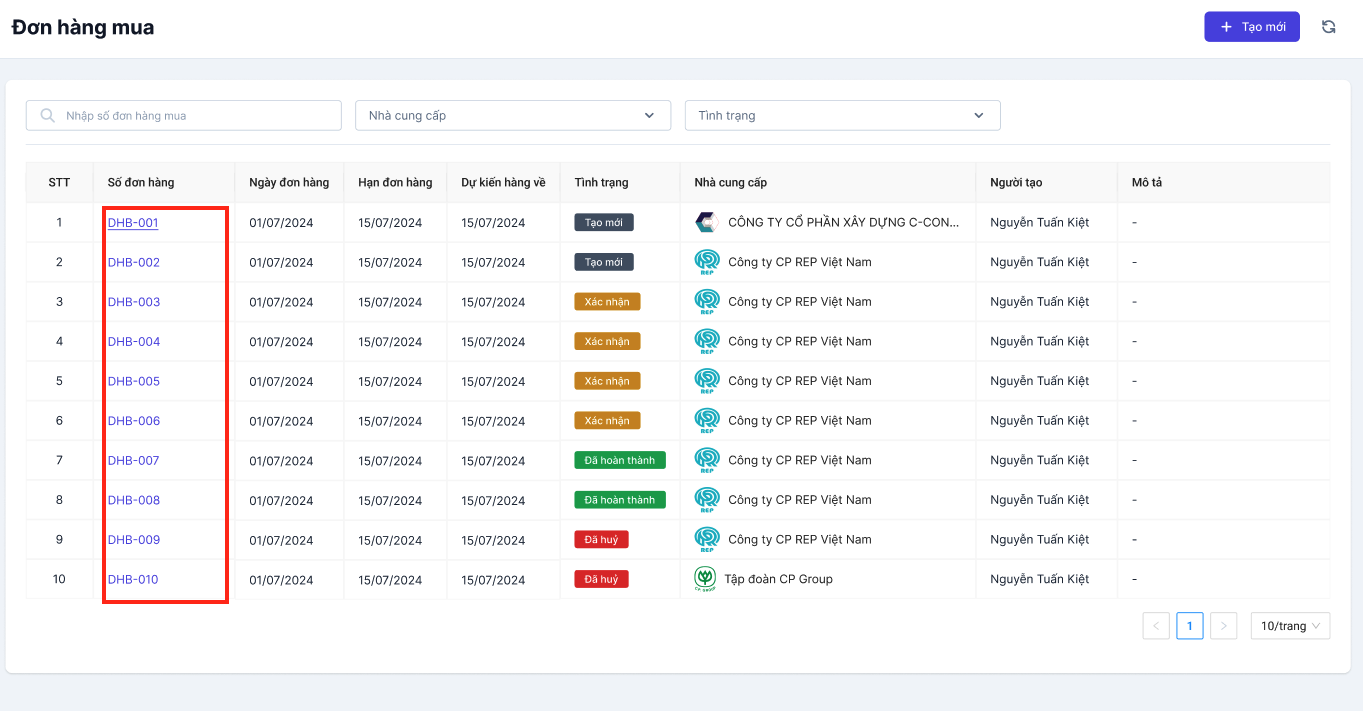 Đơn hàng mua
+ Tạo mới
Nhập số đơn hàng mua
Nhà cung cấp
Tình trạng
STT Số đơn hàng Ngày đơn hàng Hạn đơn hàng Dự kiến hàng về Tình trạng Nhà cung cấp Người tạo Mô tả
1 DHB-001 01/07/2024 15/07/2024 15/07/2024 Tạo mới CÔNG TY CỔ PHẦN XÂY DỰNG C-CON... Nguyễn Tuấn Kiệt -
2 DHB-002 01/07/2024 15/07/2024 15/07/2024 Tạo mới REP Công ty CP REP Việt Nam Nguyễn Tuấn Kiệt -
3 DHB-003 01/07/2024 15/07/2024 15/07/2024 Xác nhận REP Công ty CP REP Việt Nam Nguyễn Tuấn Kiệt -
4 DHB-004 01/07/2024 15/07/2024 15/07/2024 Xác nhận REP Công ty CP REP Việt Nam Nguyễn Tuấn Kiệt -
5 DHB-005 01/07/2024 15/07/2024 15/07/2024 Xác nhận REP Công ty CP REP Việt Nam Nguyễn Tuấn Kiệt -
6 DHB-006 01/07/2024 15/07/2024 15/07/2024 Xác nhận REP Công ty CP REP Việt Nam Nguyễn Tuấn Kiệt -
7 DHB-007 01/07/2024 15/07/2024 15/07/2024 Đã hoàn thành REP Công ty CP REP Việt Nam Nguyễn Tuấn Kiệt -
8 DHB-008 01/07/2024 15/07/2024 15/07/2024 Đã hoàn thành REP Công ty CP REP Việt Nam Nguyễn Tuấn Kiệt -
9 DHB-009 01/07/2024 15/07/2024 15/07/2024 Đã huỷ REP Công ty CP REP Việt Nam Nguyễn Tuấn Kiệt -
10 DHB-010 01/07/2024 15/07/2024 15/07/2024 Đã huỷ C.P. GROUP Tập đoàn CP Group Nguyễn Tuấn Kiệt -
< 1 > 10/trang